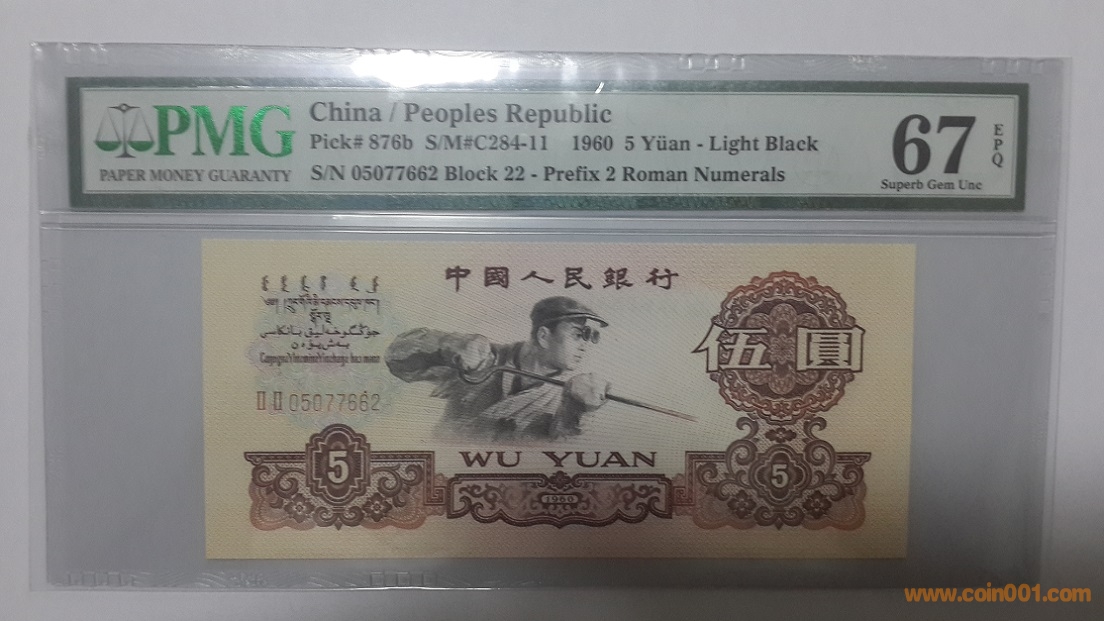 PMG
PAPER MONEY GUARANTY
China / Peoples Republic
Pick# 876b S/M#C284-11 1960 5 Yüan - Light Black
S/N 05077662 Block 22 - Prefix 2 Roman Numerals
67
EPQ
Superb Gem Unc
中國人民銀行
伍圓
II II 05077662
5
WU YUAN
5
1960
www.coin001.com